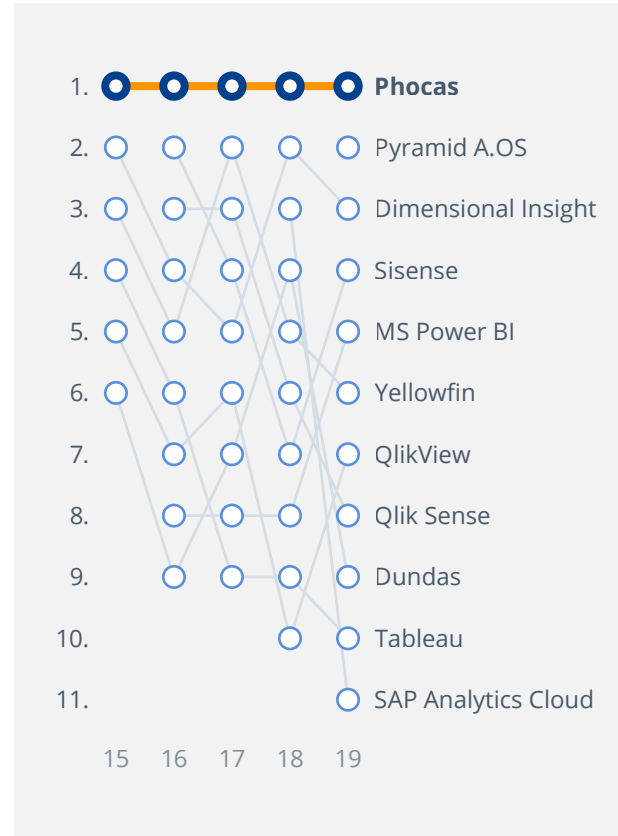 1. Phocas
2. Pyramid A.OS
3. Dimensional Insight
4. Sisense
5. MS Power BI
6. Yellowfin
7. QlikView
8. Qlik Sense
9. Dundas
10. Tableau
11. SAP Analytics Cloud
15 16 17 18 19